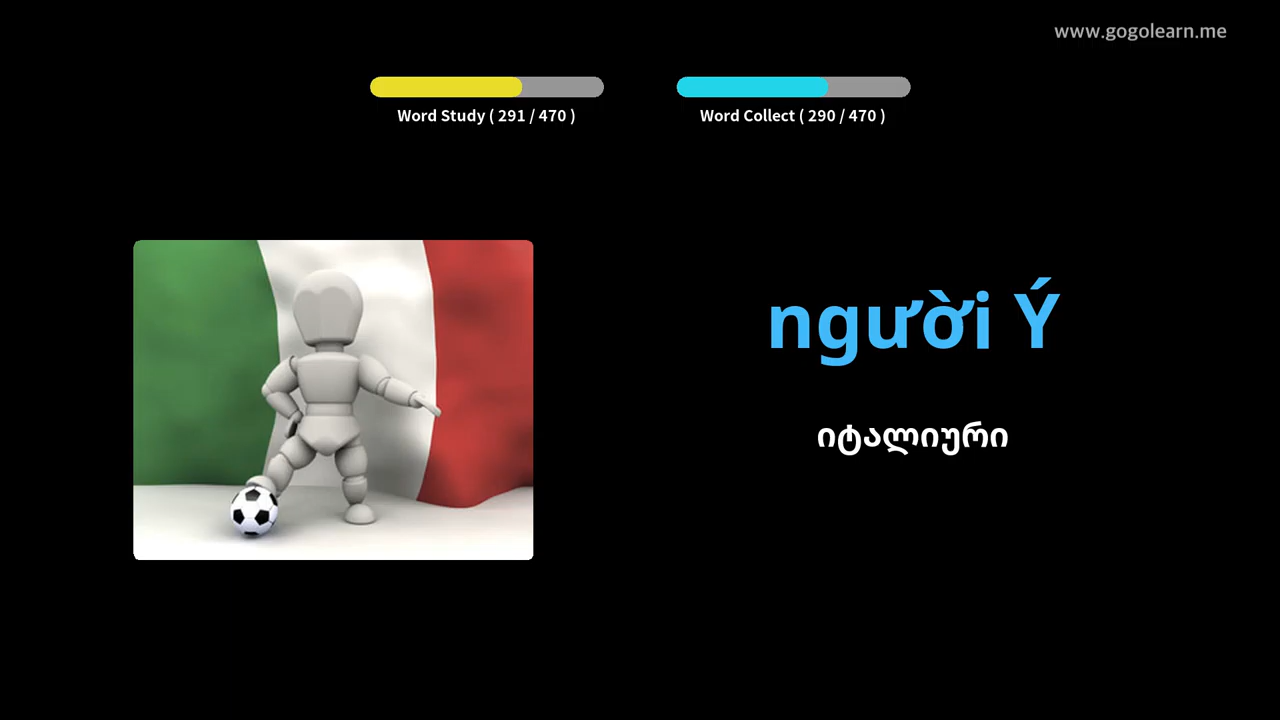 www.gogolearn.me
Word Study ( 291 / 470 )
Word Collect ( 290 / 470 )
người Ý
იტალიური